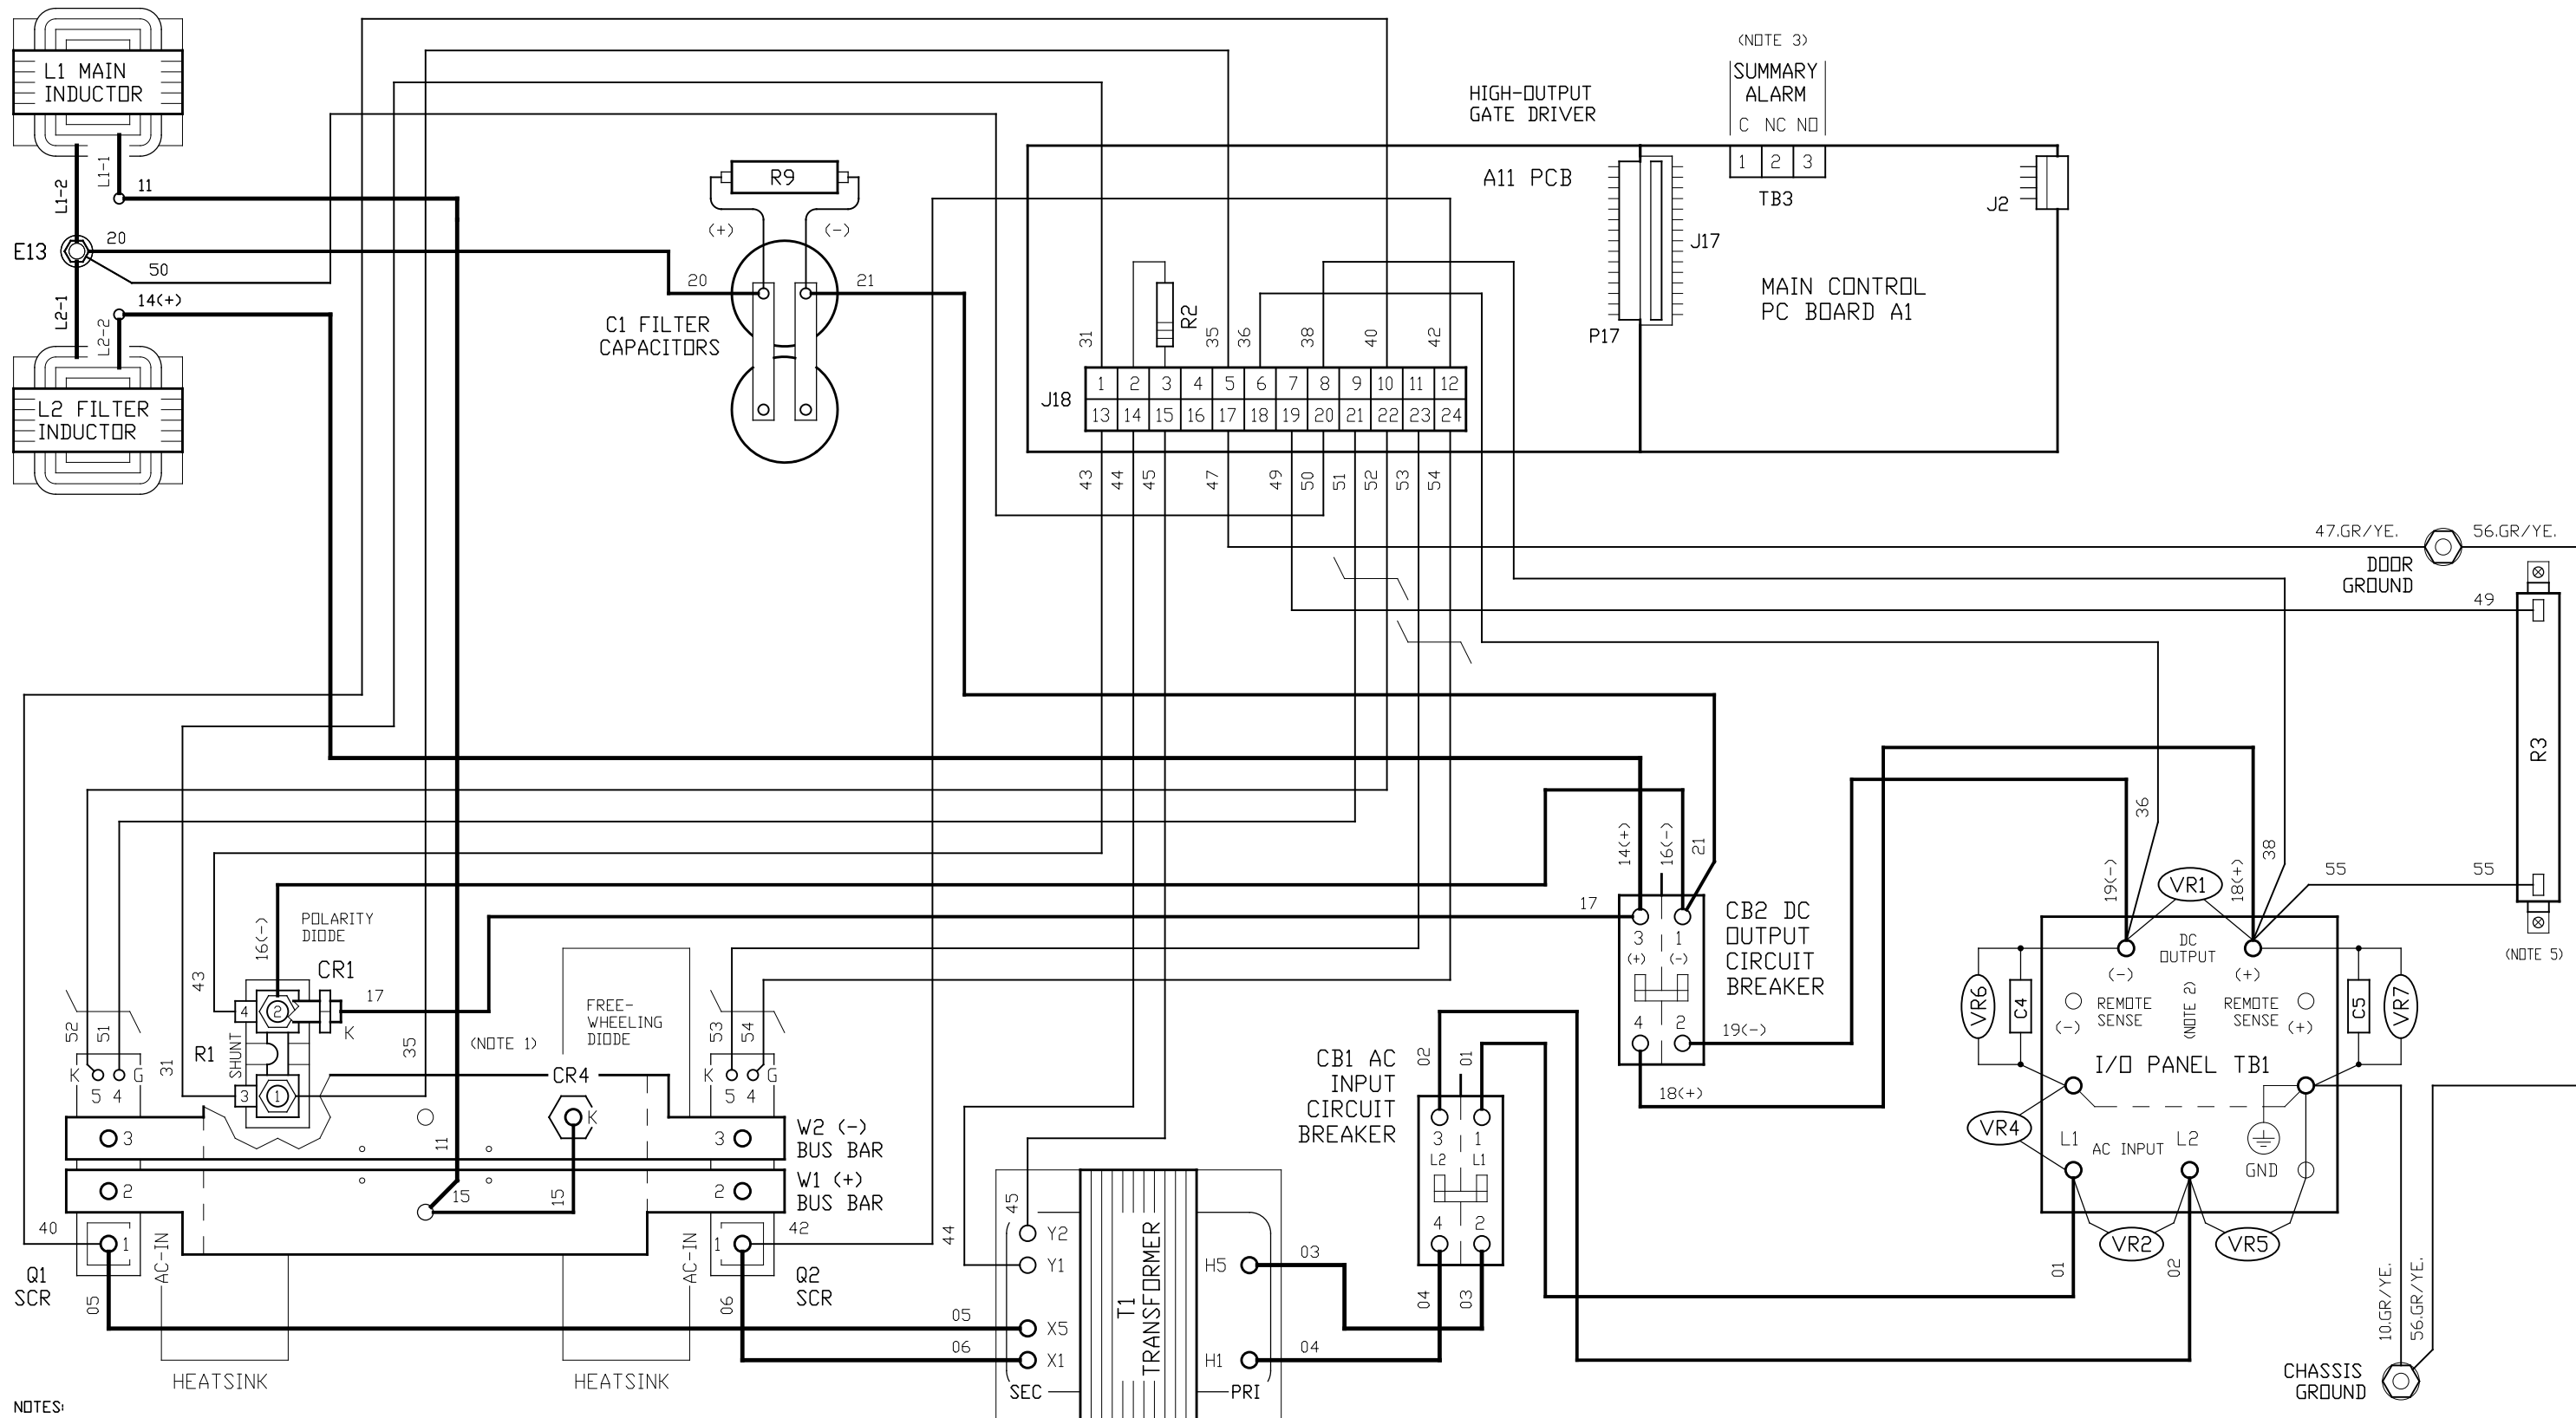 (NOTE 3)
SUMMARY
ALARM
C NC NO
1 2 3
TB3
HIGH-OUTPUT
GATE DRIVER
A11 PCB
J17
P17
J2
MAIN CONTROL
PC BOARD A1
L1 MAIN
INDUCTOR
L1-2
L1-1
11
E13
20
50
14(+)
L2-1
L2-2
L2 FILTER
INDUCTOR
R9
(+)
(-)
20
21
C1 FILTER
CAPACITORS
R2
31
35
36
38
40
42
J18
1 2 3 4 5 6 7 8 9 10 11 12
13 14 15 16 17 18 19 20 21 22 23 24
43
44
45
47
49
50
51
52
53
54
47.GR/YE.
56.GR/YE.
DOOR
GROUND
49
R3
55
55
(NOTE 5)
14(+)
16(-)
21
17
3
1
(+)
(-)
4
2
CB2 DC
OUTPUT
CIRCUIT
BREAKER
19(-)
18(+)
36
38
19(-)
18(+)
VR1
DC
OUTPUT
(-)
(+)
VR6
C4
C5
VR7
REMOTE
SENSE
(-)
(NOTE 2)
REMOTE
SENSE
(+)
I/O PANEL TB1
VR4
L1
AC INPUT
L2
GND
VR2
VR5
01
02
10.GR/YE.
56.GR/YE.
CHASSIS
GROUND
16(-)
POLARITY
DIODE
CR1
43
4
2
17
K
R1
SHUNT
31
3
1
35
(NOTE 1)
FREE-
WHEELING
DIODE
CR4
K
52
51
K
G
5 4
53
54
K
G
5 4
3
11
3
W2 (-)
BUS BAR
2
2
W1 (+)
BUS BAR
15
15
40
1
42
1
AC-IN
AC-IN
Q1
SCR
Q2
SCR
05
06
HEATSINK
HEATSINK
44
45
Y2
Y1
05
X5
06
X1
SEC
T1
TRANSFORMER
H5
H1
PRI
03
04
CB1 AC
INPUT
CIRCUIT
BREAKER
02
01
3
1
L2
L1
4
2
04
03
NOTES: